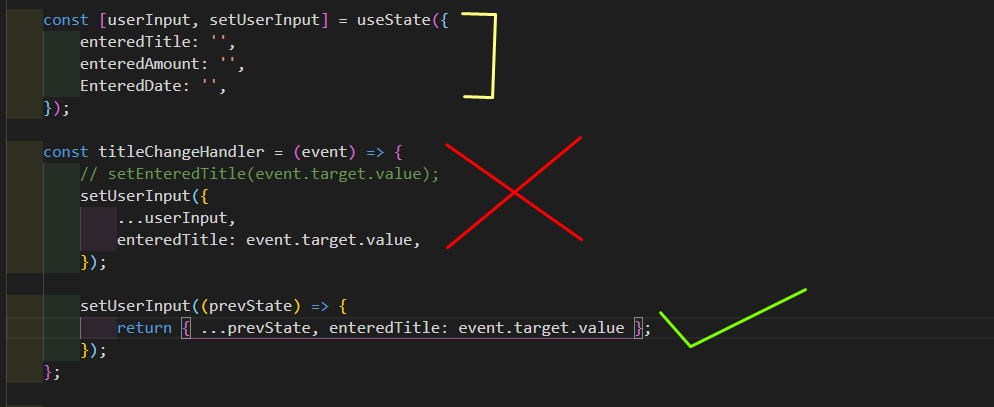 const [userInput, setUserInput] = useState({
enteredTitle: '',
enteredAmount: '',
EnteredDate: '',
});
const titleChangeHandler = (event) => {
// setEnteredTitle(event.target.value);
setUserInput({
...userInput,
enteredTitle: event.target.value,
});
setUserInput((prevState) => {
return { ...prevState, enteredTitle: event.target.value };
});
};